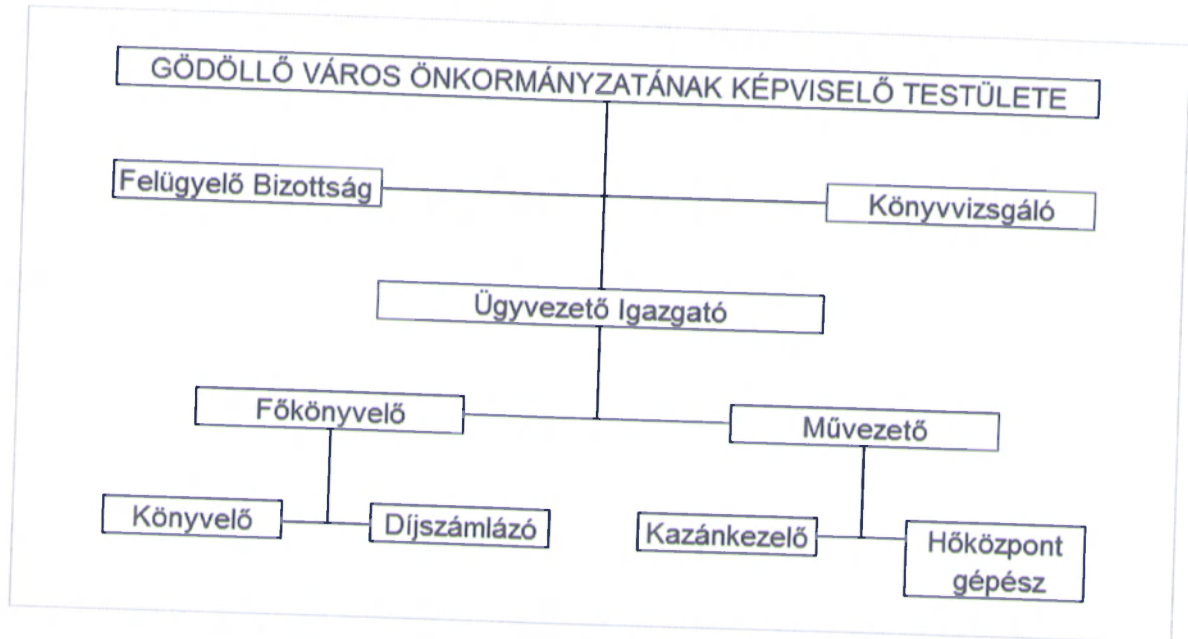 GÖDÖLLŐ VÁROS ÖNKORMÁNYZATÁNAK KÉPVISELŐ TESTÜLETE
Felügyelő Bizottság
Könyvvizsgáló
Ügyvezető Igazgató
Főkönyvelő
Művezető
Könyvelő
Díjszámlázó
Kazánkezelő
Hőközpont
gépész